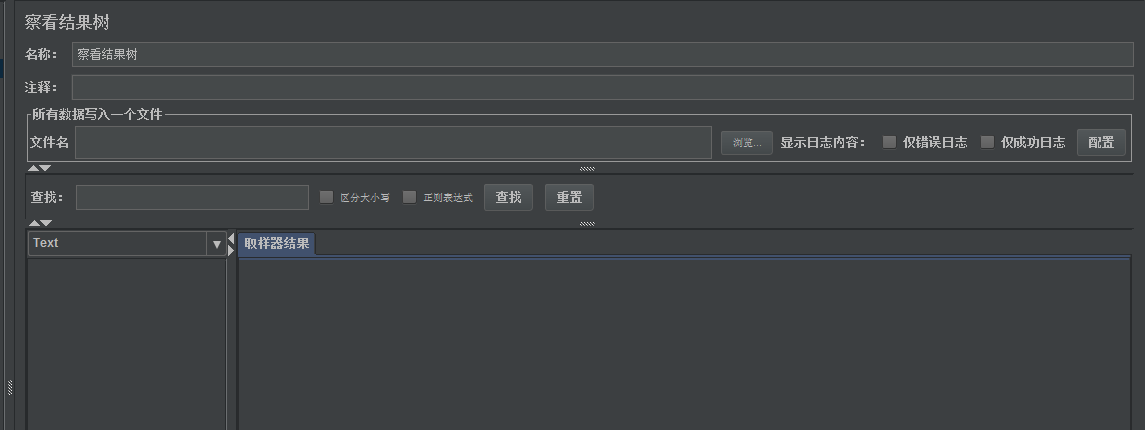 察看结果树
名称： 察看结果树
注释：
所有数据写入一个文件
文件名 浏览... 显示日志内容： 仅错误日志 仅成功日志 配置
查找： 区分大小写 正则表达式 查找 重置
Text 取样器结果